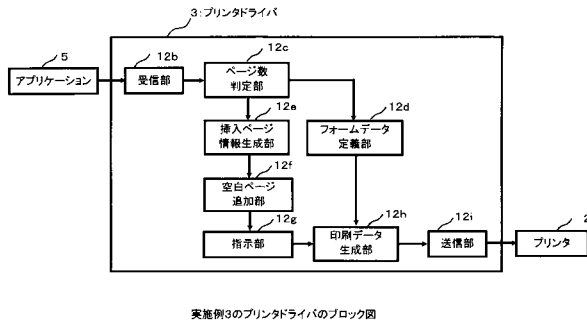 3:プリンタドライバ
5
アプリケーション
12b
受信部
12c
ページ数
判定部
12e
挿入ページ
情報生成部
12d
フォームデータ
定義部
12f
空白ページ
追加部
12g
指示部
12h
印刷データ
生成部
12i
送信部
2
プリンタ
実施例3のプリンタドライバのブロック図